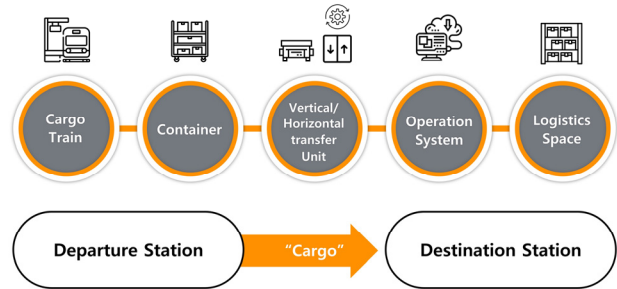 Cargo
Train
Container
Vertical/
Horizontal
transfer
Unit
Operation
System
Logistics
Space
Departure Station
“Cargo”
Destination Station